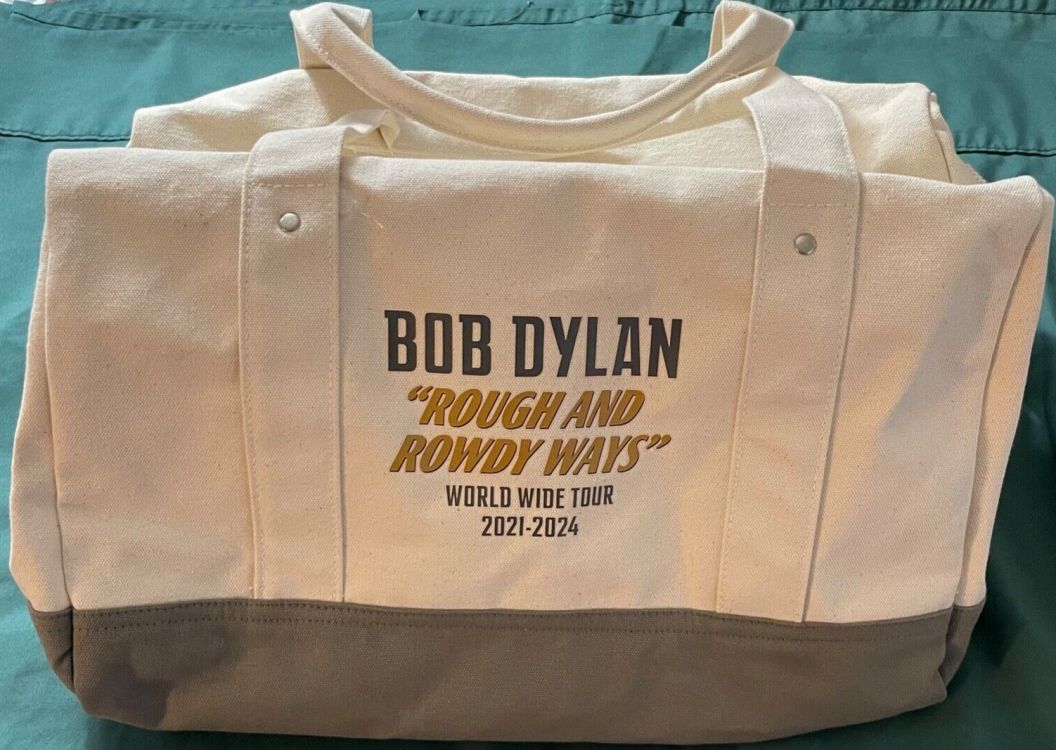 BOB DYLAN
“ROUGH AND
ROWDY WAYS”
WORLD WIDE TOUR
2021-2024